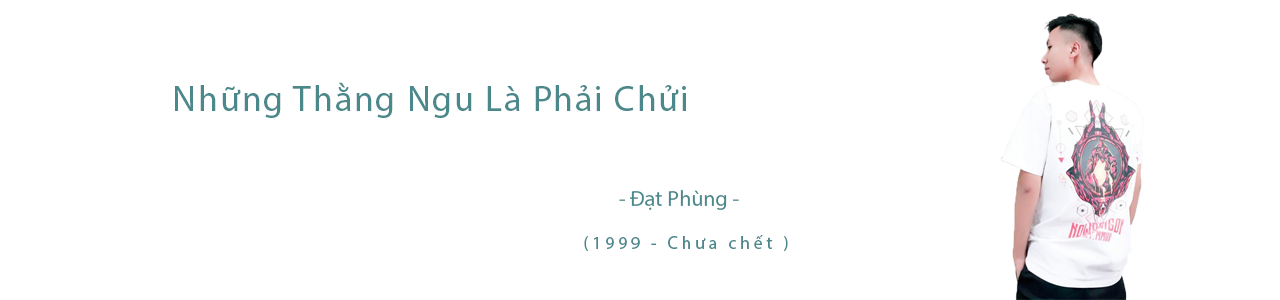 Những Thằng Ngu Là Phải Chửi
- Đạt Phùng -
(1999 - Chưa chết )